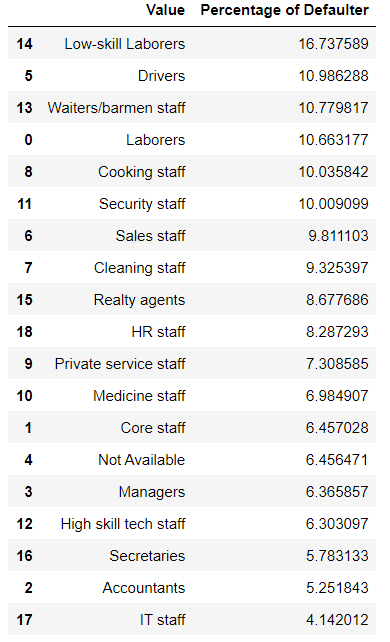 Value Percentage of Defaulter
14 Low-skill Laborers 16.737589
5 Drivers 10.986288
13 Waiters/barmen staff 10.779817
0 Laborers 10.663177
8 Cooking staff 10.035842
11 Security staff 10.009099
6 Sales staff 9.811103
7 Cleaning staff 9.325397
15 Realty agents 8.677686
18 HR staff 8.287293
9 Private service staff 7.308585
10 Medicine staff 6.984907
1 Core staff 6.457028
4 Not Available 6.456471
3 Managers 6.365857
12 High skill tech staff 6.303097
16 Secretaries 5.783133
2 Accountants 5.251843
17 IT staff 4.142012